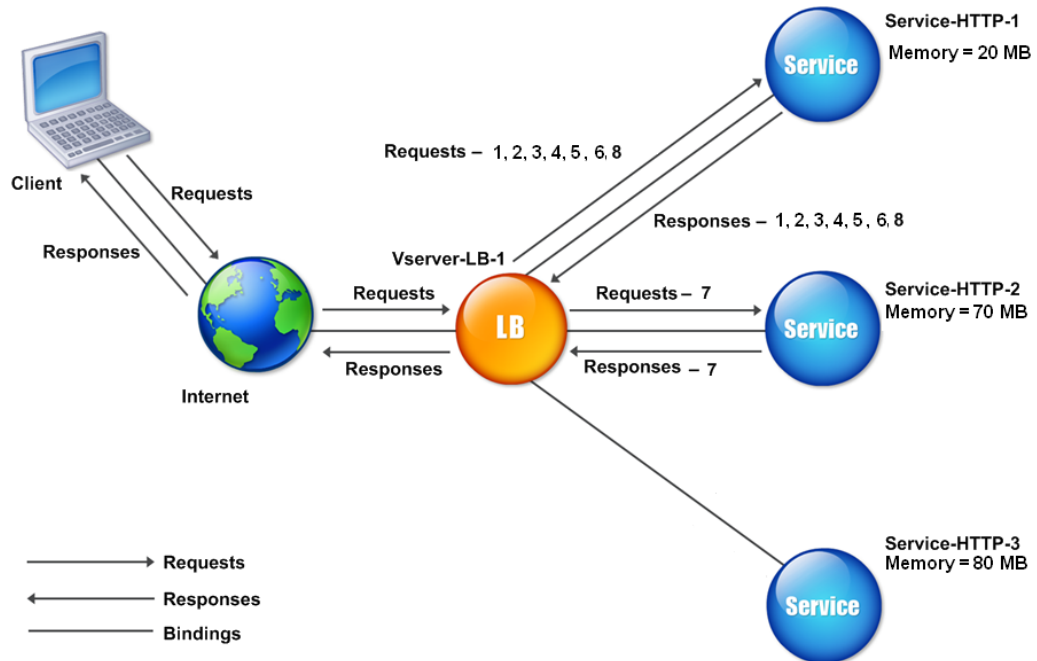 Service-HTTP-1
Memory = 20 MB
Service
Requests – 1, 2, 3, 4, 5 , 6, 8
Client
Requests
Responses – 1, 2, 3, 4, 5 , 6, 8
Responses
Vserver-LB-1
Requests
Requests – 7
Service-HTTP-2
Memory = 70 MB
LB
Service
Responses
Responses – 7
Internet
Service-HTTP-3
Memory = 80 MB
Service
Requests
Responses
Bindings